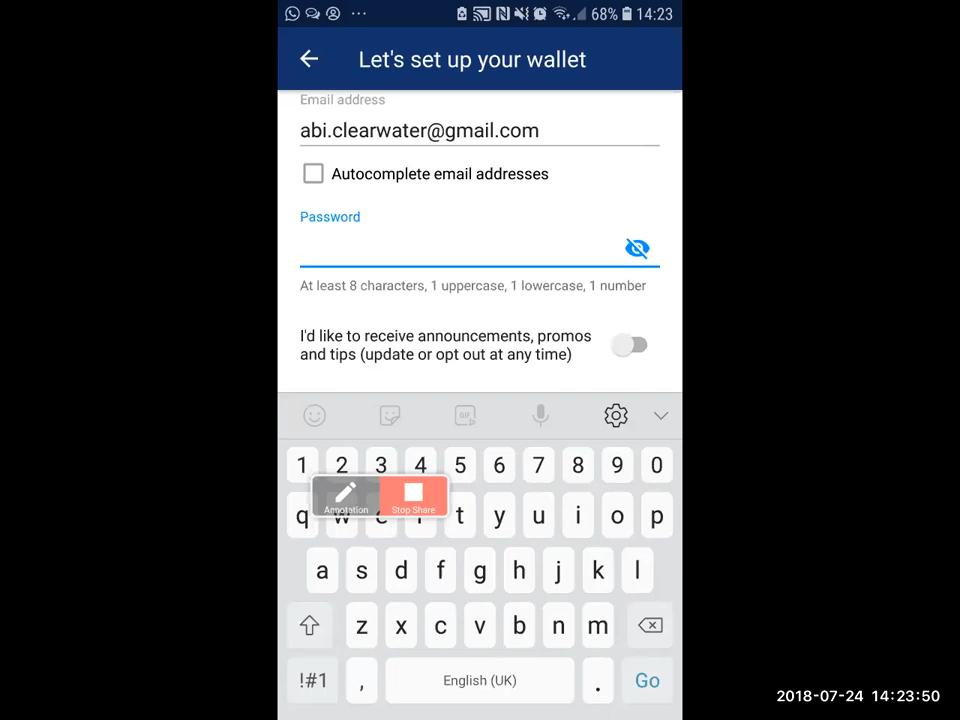 68% 14:23
Let's set up your wallet
Email address
abi.clearwater@gmail.com
Autocomplete email addresses
Password
At least 8 characters, 1 uppercase, 1 lowercase, 1 number
I'd like to receive announcements, promos
and tips (update or opt out at any time)
GIF
1 2 3 4 5 6 7 8 9 0
Annotation Stop Share
q w e r t y u i o p
a s d f g h j k l
z x c v b n m
!#1 , English (UK) . Go
2018-07-24 14:23:50